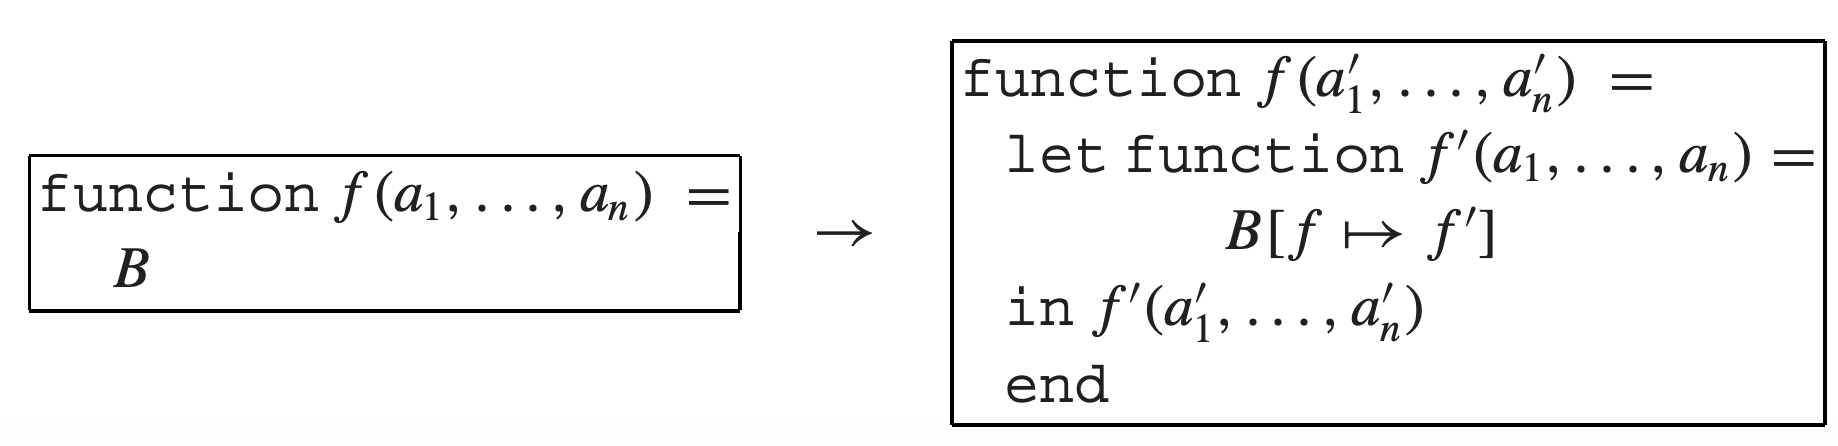 function f(a₁, . . . , aₙ) =
B
→
function f(a′₁, . . . , a′ₙ) =
let function f′(a₁, . . . , aₙ) =
B[f ↦ f′]
in f′(a′₁, . . . , a′ₙ)
end